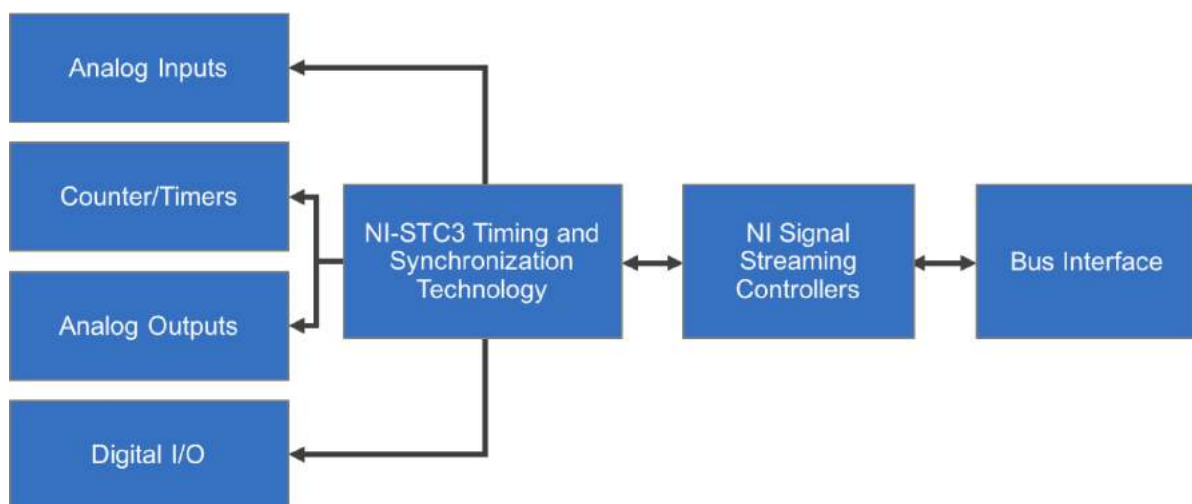 Analog Inputs
Counter/Timers
Analog Outputs
Digital I/O
NI-STC3 Timing and
Synchronization
Technology
NI Signal
Streaming
Controllers
Bus Interface